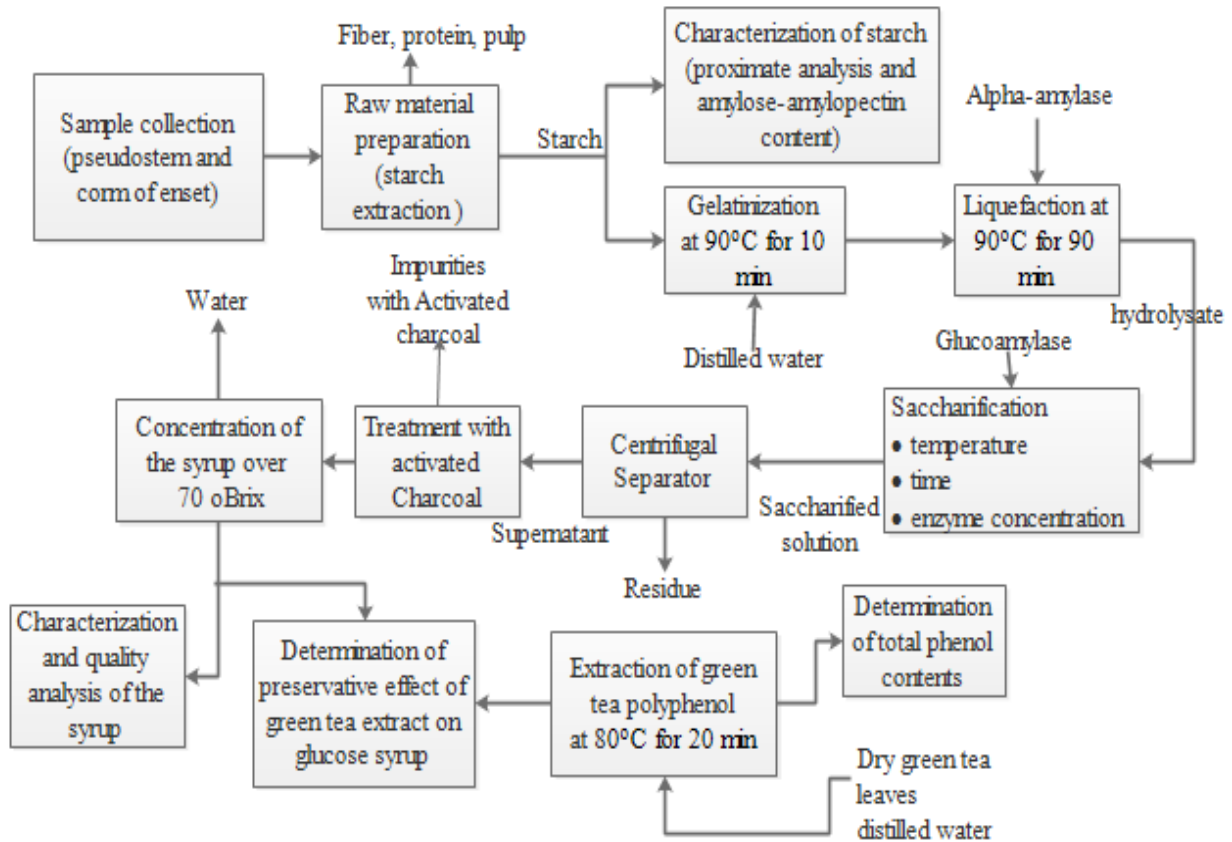 Fiber, protein, pulp
Sample collection
(pseudostem and
corm of enset)
Raw material
preparation
(starch
extraction )
Starch
Characterization of starch
(proximate analysis and
amylose-amylopectin
content)
Alpha-amylase
Gelatinization
at 90°C for 10
min
Liquefaction at
90°C for 90
min
Distilled water
hydrolysate
Glucoamylase
Saccharification
● temperature
● time
● enzyme concentration
Saccharified
solution
Centrifugal
Separator
Residue
Supernatant
Treatment with
activated
Charcoal
Impurities
with Activated
charcoal
Concentration of
the syrup over
70 oBrix
Water
Characterization
and quality
analysis of the
syrup
Determination of
preservative effect of
green tea extract on
glucose syrup
Extraction of green
tea polyphenol
at 80°C for 20 min
Determination
of total phenol
contents
Dry green tea
leaves
distilled water